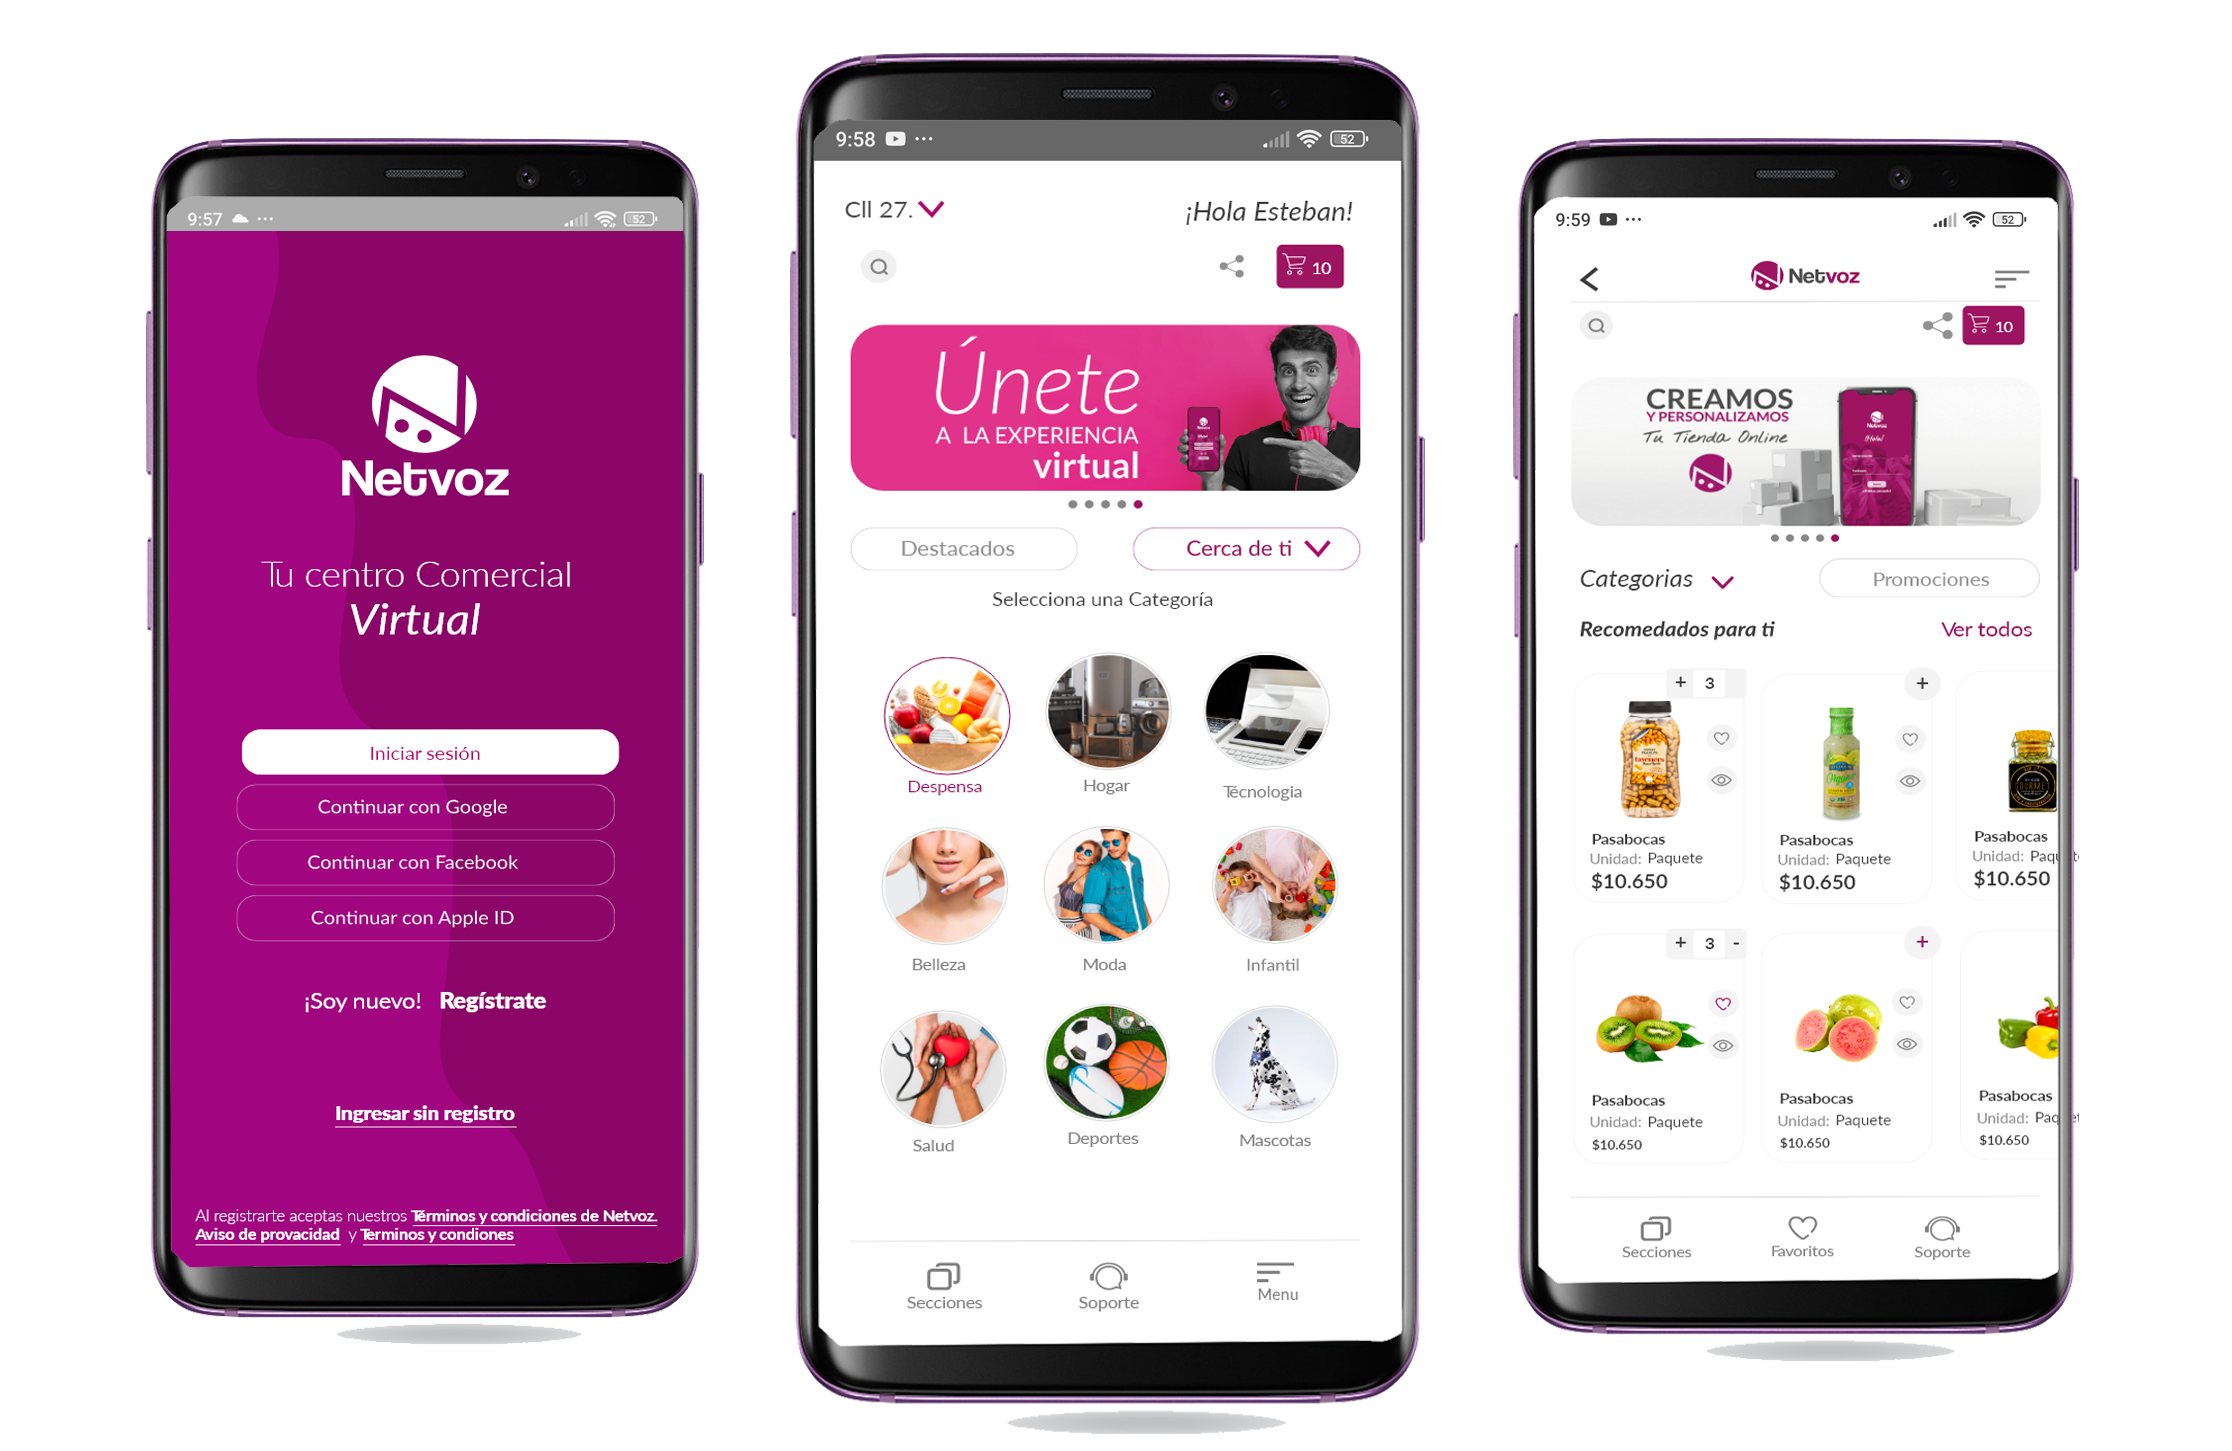 9:57
52
Netvoz
Tu centro Comercial
Virtual
Iniciar sesión
Continuar con Google
Continuar con Facebook
Continuar con Apple ID
¡Soy nuevo! Regístrate
Ingresar sin registro
Al registrarte aceptas nuestros Términos y condiciones de Netvoz.
Aviso de provacidad y Terminos y condiones
9:58
52
Cll 27.
¡Hola Esteban!
10
Únete
A LA EXPERIENCIA
virtual
Netvoz
Destacados
Cerca de ti
Selecciona una Categoría
Despensa
Hogar
Técnologia
Belleza
Moda
Infantil
Salud
Deportes
Mascotas
Secciones
Soporte
Menu
9:59
52
Netvoz
10
CREAMOS
Y PERSONALIZAMOS
Tu Tienda Online
Netvoz
¡Hola!
Categorias
Promociones
Recomedados para ti
Ver todos
+ 3
+
Pasabocas
Unidad: Paquete
$10.650
Pasabocas
Unidad: Paquete
$10.650
Pasabocas
Unidad: Paquet
$10.650
+ 3 -
+
Pasabocas
Unidad: Paquete
$10.650
Pasabocas
Unidad: Paquete
$10.650
Pasabocas
Unidad: Paquet
$10.650
Secciones
Favoritos
Soporte